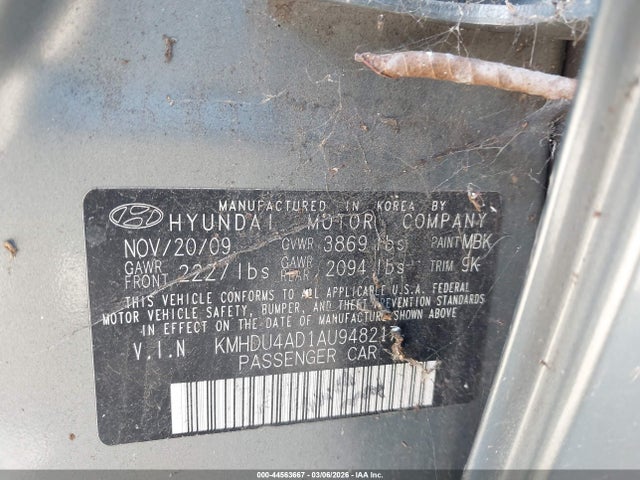 MANUFACTURED IN KOREA BY
HYUNDAI MOTOR COMPANY
NOV/20/09 GVWR 3869 lbs PAINT MBK
GAWR FRONT 2227 lbs GAWR REAR 2094 lbs TRIM 9K
THIS VEHICLE CONFORMS TO ALL APPLICABLE U.S.A. FEDERAL
MOTOR VEHICLE SAFETY, BUMPER, AND THEFT PREVENTION STANDARDS
IN EFFECT ON THE DATE OF MANUFACTURE SHOWN ABOVE
V.I.N
PASSENGER CAR
000-44563667 - 03/06/2026 - IAA Inc.